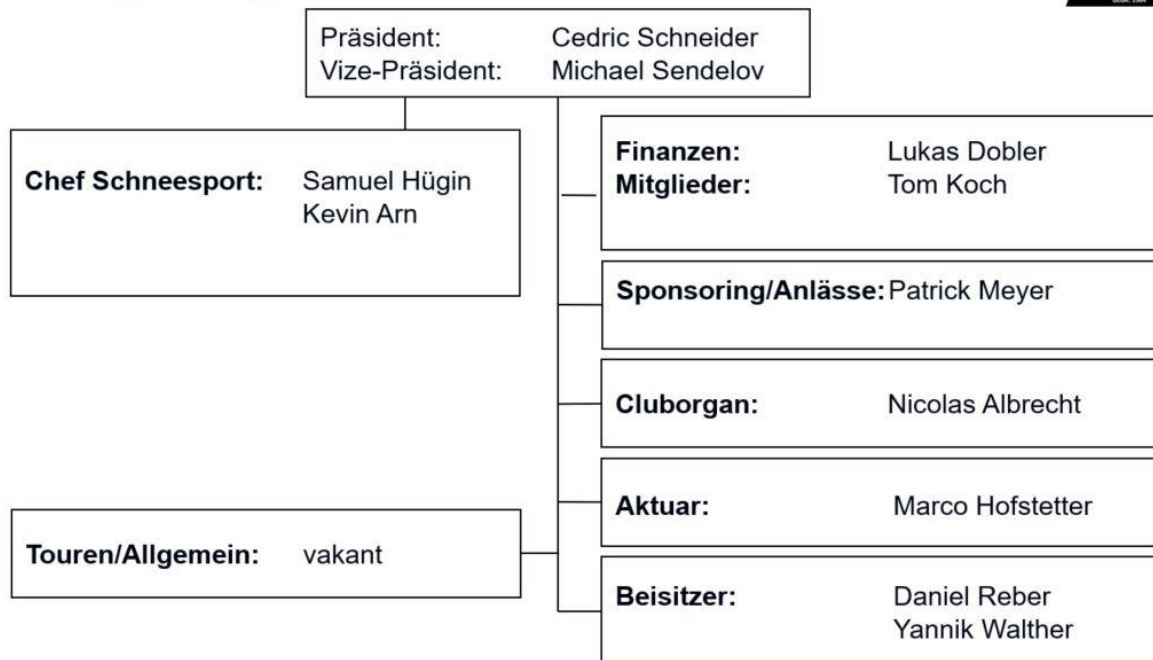 Präsident: Cedric Schneider
Vize-Präsident: Michael Sendelov
Chef Schneesport: Samuel Hügin
Kevin Arn
Finanzen: Lukas Dobler
Mitglieder: Tom Koch
Sponsoring/Anlässe: Patrick Meyer
Cluborgan: Nicolas Albrecht
Aktuar: Marco Hofstetter
Touren/Allgemein: vakant
Beisitzer: Daniel Reber
Yannik Walther